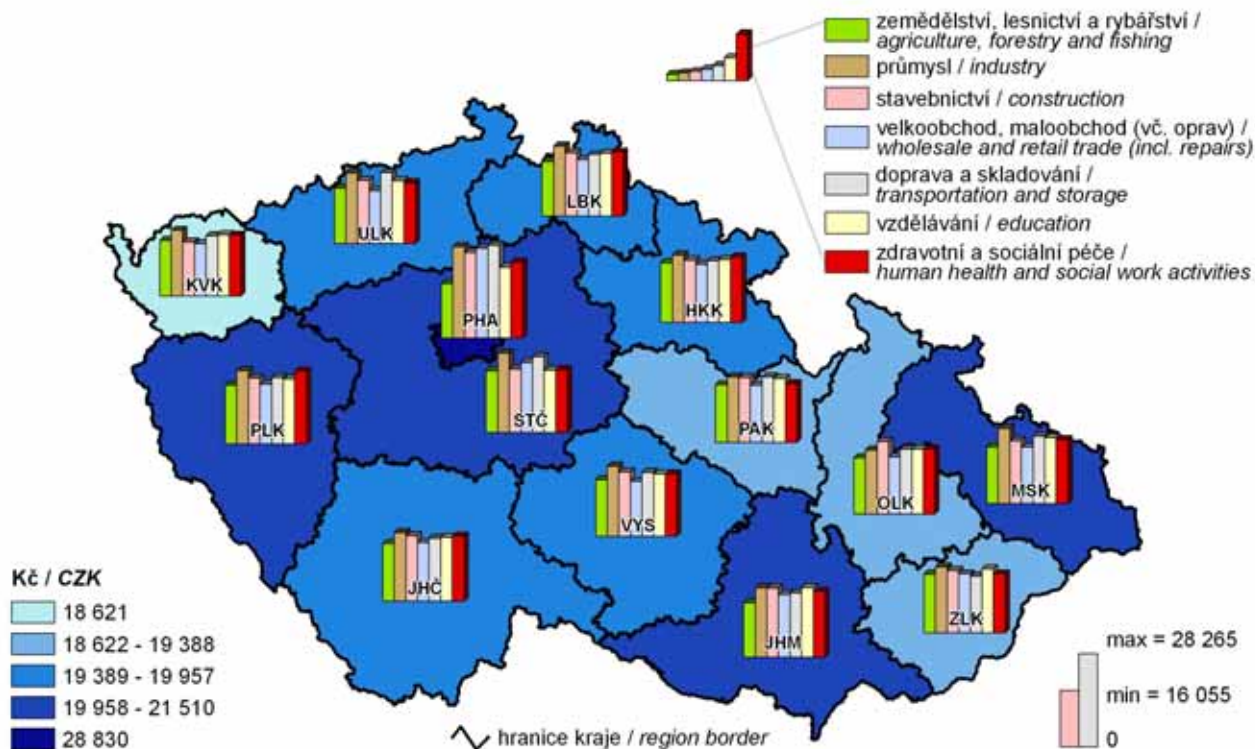 zemědělství, lesnictví a rybářství /
agriculture, forestry and fishing
průmysl / industry
stavebnictví / construction
velkoobchod, maloobchod (vč. oprav) /
wholesale and retail trade (incl. repairs)
doprava a skladování /
transportation and storage
vzdělávání / education
zdravotní a sociální péče /
human health and social work activities
LBK
ULK
KVK
PHA
HKK
STČ
PLK
PAK
OLK
MSK
VYS
JHČ
ZLK
JHM
Kč / CZK
18 621
18 622 - 19 388
19 389 - 19 957
19 958 - 21 510
28 830
hranice kraje / region border
max = 28 265
min = 16 055
0